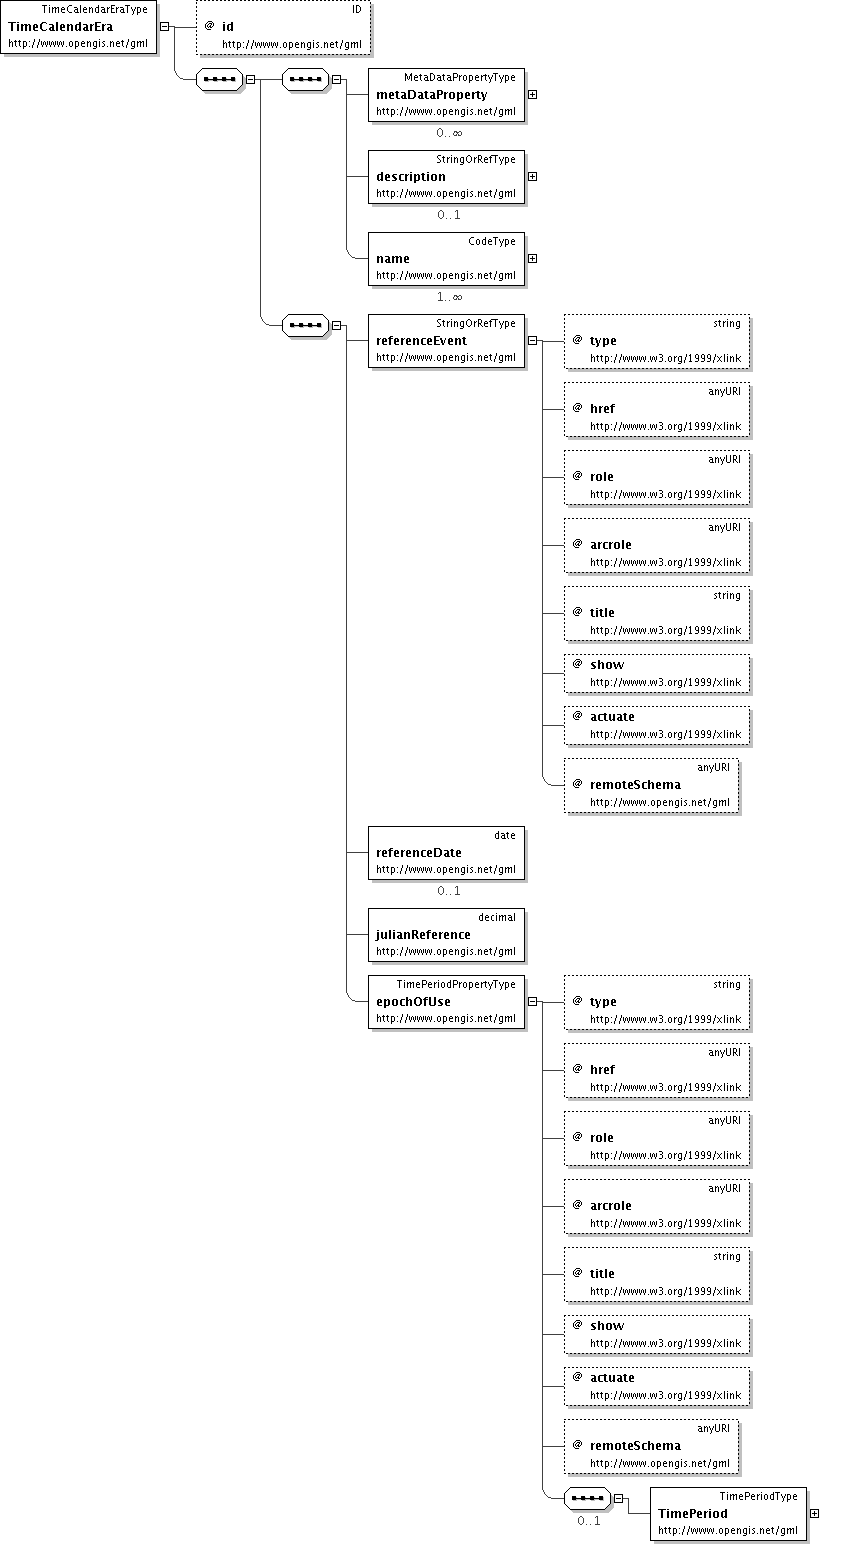 TimeCalendarEraType
TimeCalendarEra
http://www.opengis.net/gml
ID
@ id
http://www.opengis.net/gml
MetaDataPropertyType
metaDataProperty
http://www.opengis.net/gml
0..∞
StringOrRefType
description
http://www.opengis.net/gml
0..1
CodeType
name
http://www.opengis.net/gml
1..∞
StringOrRefType
referenceEvent
http://www.opengis.net/gml
string
@ type
http://www.w3.org/1999/xlink
anyURI
@ href
http://www.w3.org/1999/xlink
anyURI
@ role
http://www.w3.org/1999/xlink
anyURI
@ arcrole
http://www.w3.org/1999/xlink
string
@ title
http://www.w3.org/1999/xlink
@ show
http://www.w3.org/1999/xlink
@ actuate
http://www.w3.org/1999/xlink
anyURI
@ remoteSchema
http://www.opengis.net/gml
date
referenceDate
http://www.opengis.net/gml
0..1
decimal
julianReference
http://www.opengis.net/gml
TimePeriodPropertyType
epochOfUse
http://www.opengis.net/gml
string
@ type
http://www.w3.org/1999/xlink
anyURI
@ href
http://www.w3.org/1999/xlink
anyURI
@ role
http://www.w3.org/1999/xlink
anyURI
@ arcrole
http://www.w3.org/1999/xlink
string
@ title
http://www.w3.org/1999/xlink
@ show
http://www.w3.org/1999/xlink
@ actuate
http://www.w3.org/1999/xlink
anyURI
@ remoteSchema
http://www.opengis.net/gml
0..1
TimePeriodType
TimePeriod
http://www.opengis.net/gml